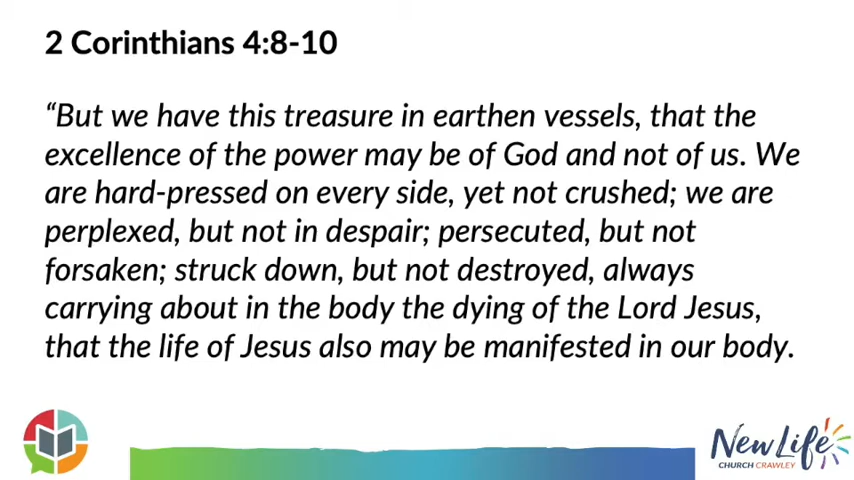 2 Corinthians 4:8-10
“But we have this treasure in earthen vessels, that the
excellence of the power may be of God and not of us. We
are hard-pressed on every side, yet not crushed; we are
perplexed, but not in despair; persecuted, but not
forsaken; struck down, but not destroyed, always
carrying about in the body the dying of the Lord Jesus,
that the life of Jesus also may be manifested in our body.
New Life
CHURCH CRAWLEY